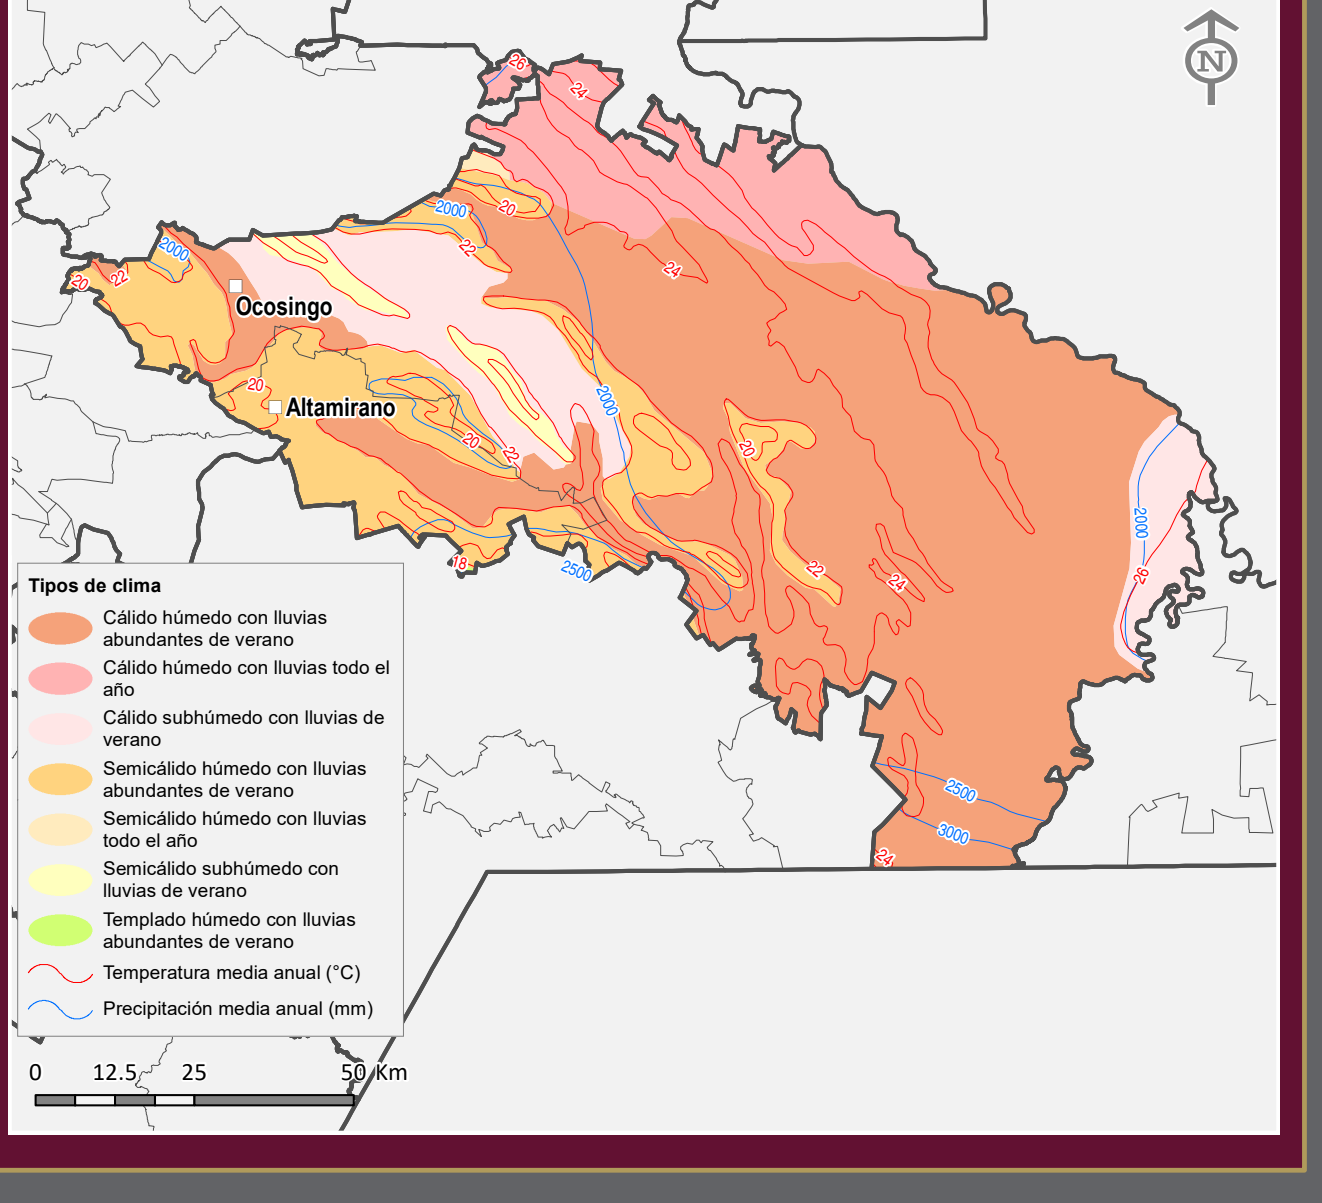 26
24
N
20
2000
22
2000
20
22
24
Ocosingo
20
Altamirano
2000
20
22
20
2000
18
2500
22
24
26
Tipos de clima
Cálido húmedo con lluvias
abundantes de verano
Cálido húmedo con lluvias todo el
año
Cálido subhúmedo con lluvias de
verano
Semicálido húmedo con lluvias
abundantes de verano
Semicálido húmedo con lluvias
todo el año
Semicálido subhúmedo con
lluvias de verano
Templado húmedo con lluvias
abundantes de verano
Temperatura media anual (°C)
Precipitación media anual (mm)
2500
3000
24
0 12.5 25 50 Km